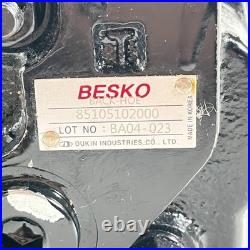 T
BESKO
BACK-HOE
85105102000
LOT NO : BA04-023
DUKIN INDUSTRIES CO., LTD.
MADE IN KOREA